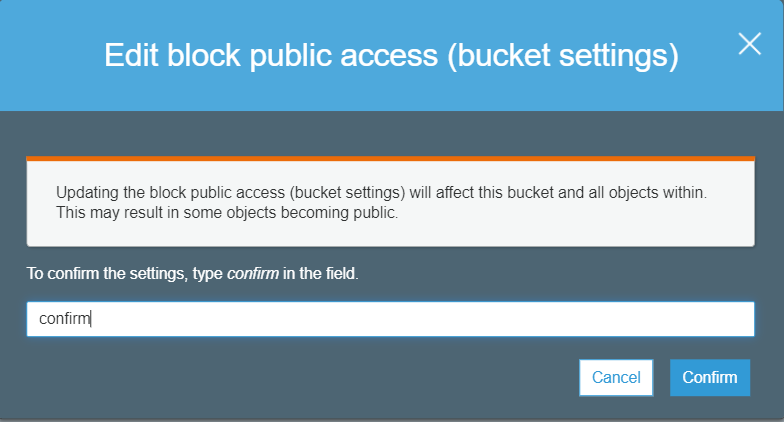 Edit block public access (bucket settings)
Updating the block public access (bucket settings) will affect this bucket and all objects within.
This may result in some objects becoming public.
To confirm the settings, type confirm in the field.
confirm
Cancel Confirm